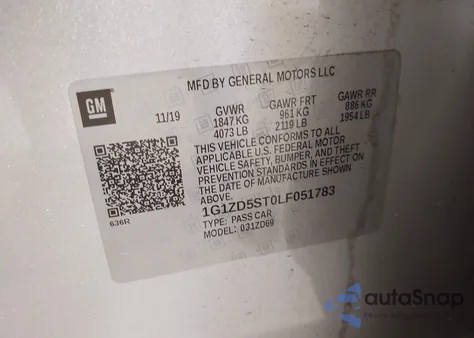 MFD BY GENERAL MOTORS LLC
GM
11/19
GVWR GAWR FRT GAWR RR
1847 KG 961 KG 886 KG
4073 LB 2119 LB 1954 LB
THIS VEHICLE CONFORMS TO ALL
APPLICABLE U.S. FEDERAL MOTOR
VEHICLE SAFETY, BUMPER, AND THEFT
PREVENTION STANDARDS IN EFFECT ON
THE DATE OF MANUFACTURE SHOWN
ABOVE.
1G1ZD5ST0LF051783
TYPE: PASS CAR
MODEL: 031ZD69
636R
autaSnap